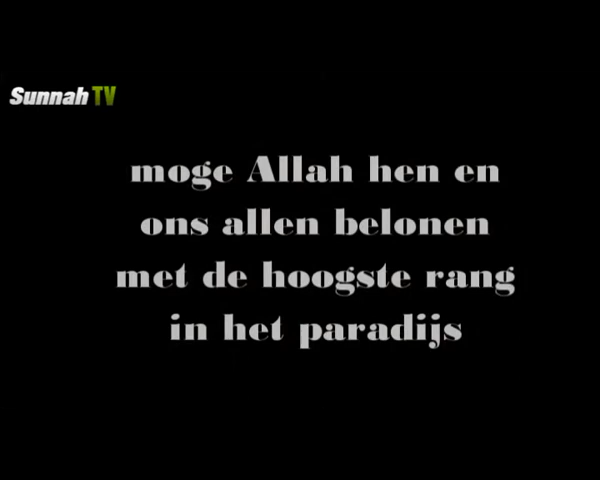 Sunnah TV
moge Allah hen en
ons allen belonen
met de hoogste rang
in het paradijs